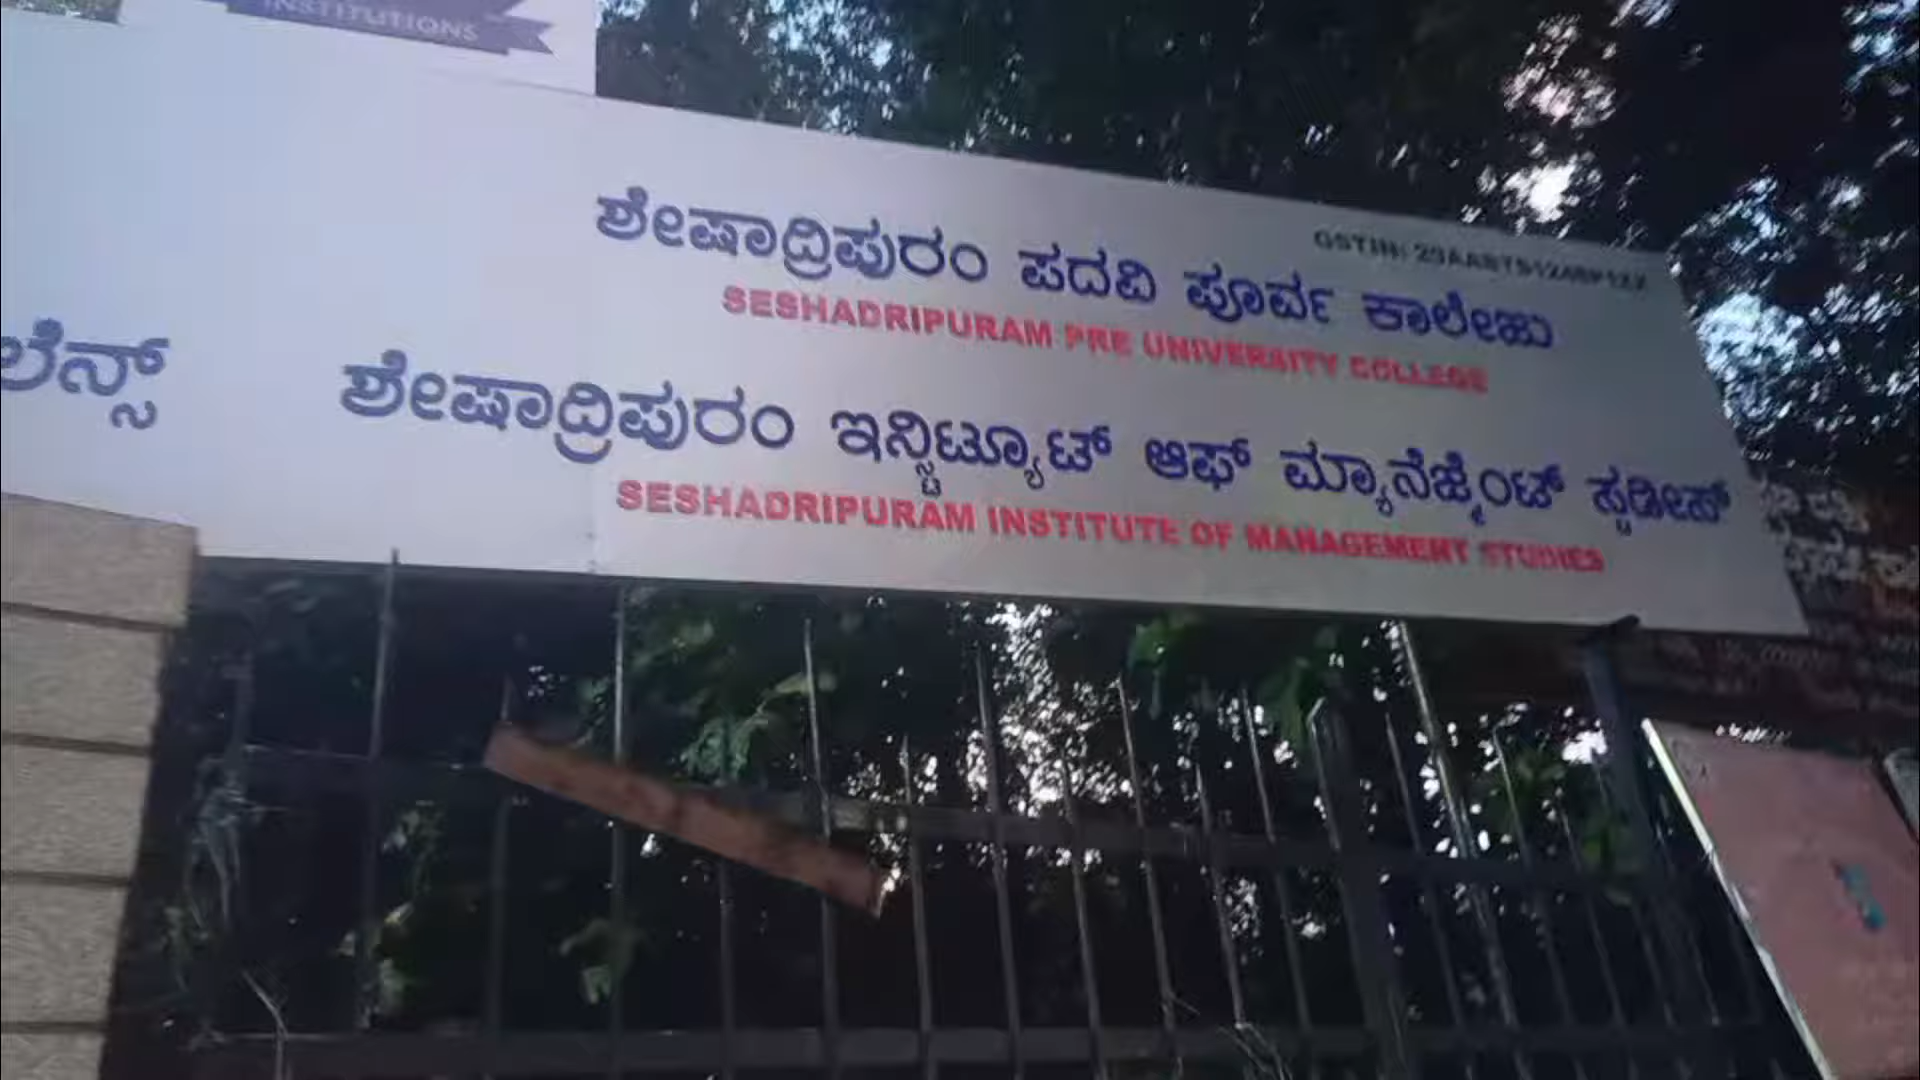 INSTITUTIONS
ಶೇಷಾದ್ರಿಪುರಂ ಪದವಿ ಪೂರ್ವ ಕಾಲೇಜು
SESHADRIPURAM PRE UNIVERSITY COLLEGE
ಲೆನ್ಸ್
ಶೇಷಾದ್ರಿಪುರಂ ಇನ್ಸ್ಟಿಟ್ಯೂಟ್ ಆಫ್ ಮ್ಯಾನೆಜ್ಮೆಂಟ್ ಸ್ಟಡೀಸ್
SESHADRIPURAM INSTITUTE OF MANAGEMENT STUDIES